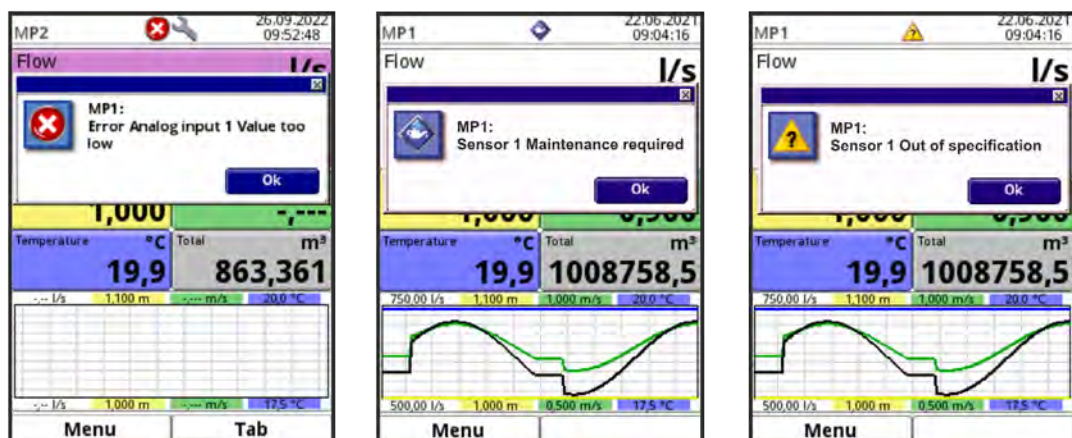 MP2
26.09.2022
09:52:48
Flow
l/s
MP1:
Error Analog input 1 Value too
low
Ok
1,000
-,---
Temperature °C
Total m³
19,9
863,361
-,-- l/s 1,100 m -,--- m/s 20,0 °C
-,-- l/s 1,000 m -,--- m/s 17,5 °C
Menu Tab
MP1
22.06.2021
09:04:16
Flow
l/s
MP1:
Sensor 1 Maintenance required
Ok
Temperature °C
Total m³
19,9
1008758,5
750,00 l/s 1,100 m 1,000 m/s 20,0 °C
500,00 l/s 1,000 m 0,500 m/s 17,5 °C
Menu
MP1
22.06.2021
09:04:16
Flow
l/s
MP1:
Sensor 1 Out of specification
Ok
Temperature °C
Total m³
19,9
1008758,5
750,00 l/s 1,100 m 1,000 m/s 20,0 °C
500,00 l/s 1,000 m 0,500 m/s 17,5 °C
Menu